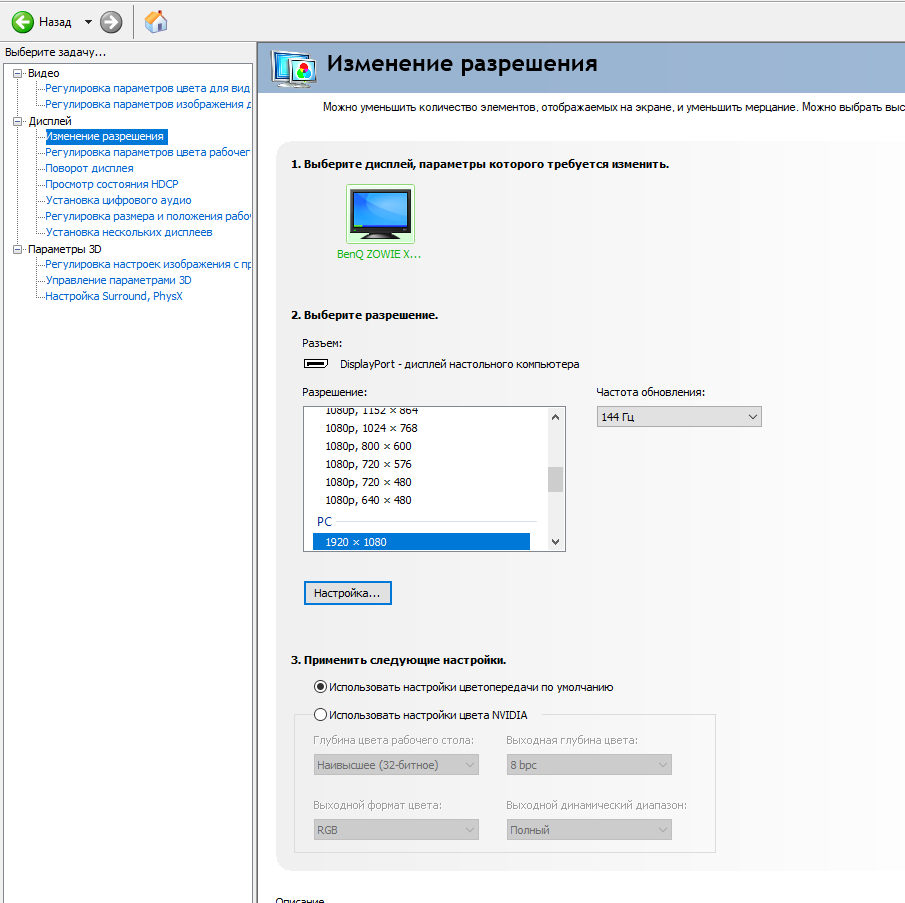 Назад
Выберите задачу...
Видео
Регулировка параметров цвета для вид
Регулировка параметров изображения д
Дисплей
Изменение разрешения
Регулировка параметров цвета рабочег
Поворот дисплея
Просмотр состояния HDCP
Установка цифрового аудио
Регулировка размера и положения рабо
Установка нескольких дисплеев
Параметры 3D
Регулировка настроек изображения с пр
Управление параметрами 3D
Настройка Surround, PhysX
Изменение разрешения
Можно уменьшить количество элементов, отображаемых на экране, и уменьшить мерцание. Можно выбрать выс
1. Выберите дисплей, параметры которого требуется изменить.
BenQ ZOWIE X...
2. Выберите разрешение.
Разъем:
DisplayPort - дисплей настольного компьютера
Разрешение:
Частота обновления:
1080p, 1152 × 864
144 Гц
1080p, 1024 × 768
1080p, 800 × 600
1080p, 720 × 576
1080p, 720 × 480
1080p, 640 × 480
PC
1920 × 1080
Настройка...
3. Применить следующие настройки.
Использовать настройки цветопередачи по умолчанию
Использовать настройки цвета NVIDIA
Глубина цвета рабочего стола:
Выходная глубина цвета:
Наивысшее (32-битное)
8 bpc
Выходной формат цвета:
Выходной динамический диапазон:
RGB
Полный
Описание